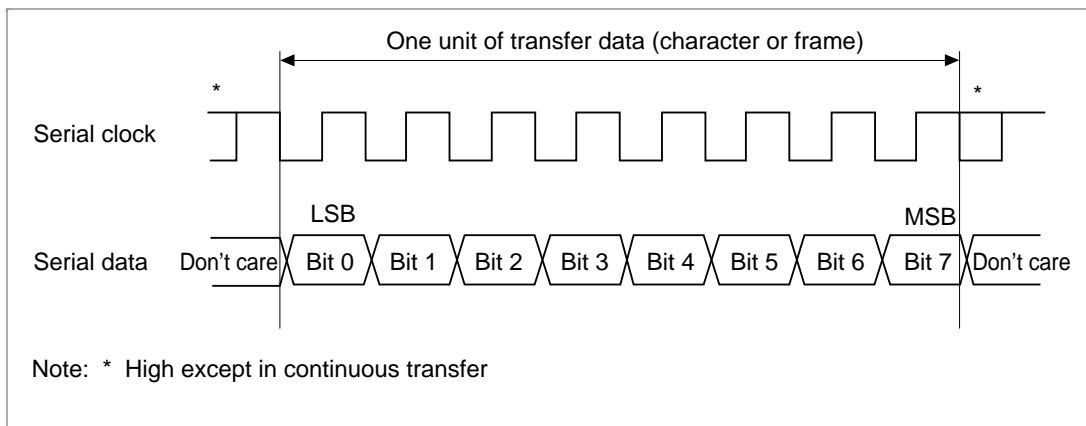 One unit of transfer data (character or frame)
* *
Serial clock
LSB MSB
Serial data Don't care Bit 0 Bit 1 Bit 2 Bit 3 Bit 4 Bit 5 Bit 6 Bit 7 Don't care
Note: * High except in continuous transfer